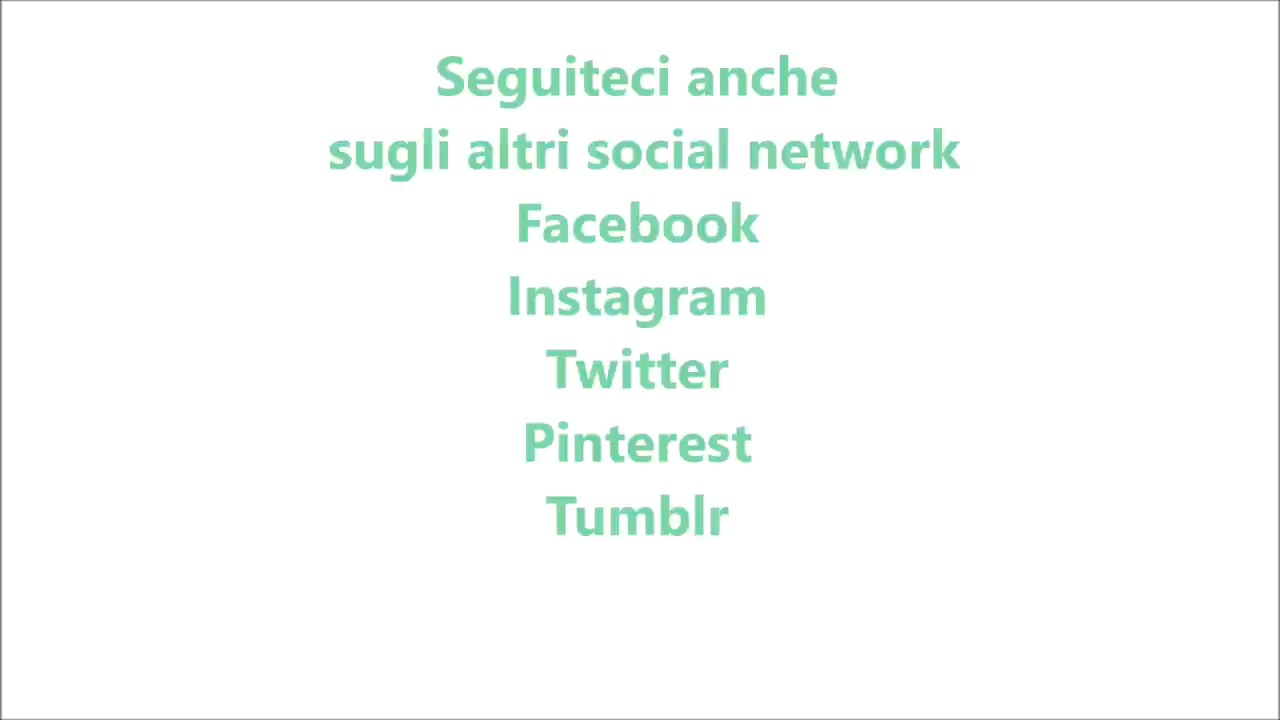 Seguiteci anche
sugli altri social network
Facebook
Instagram
Twitter
Pinterest
Tumblr